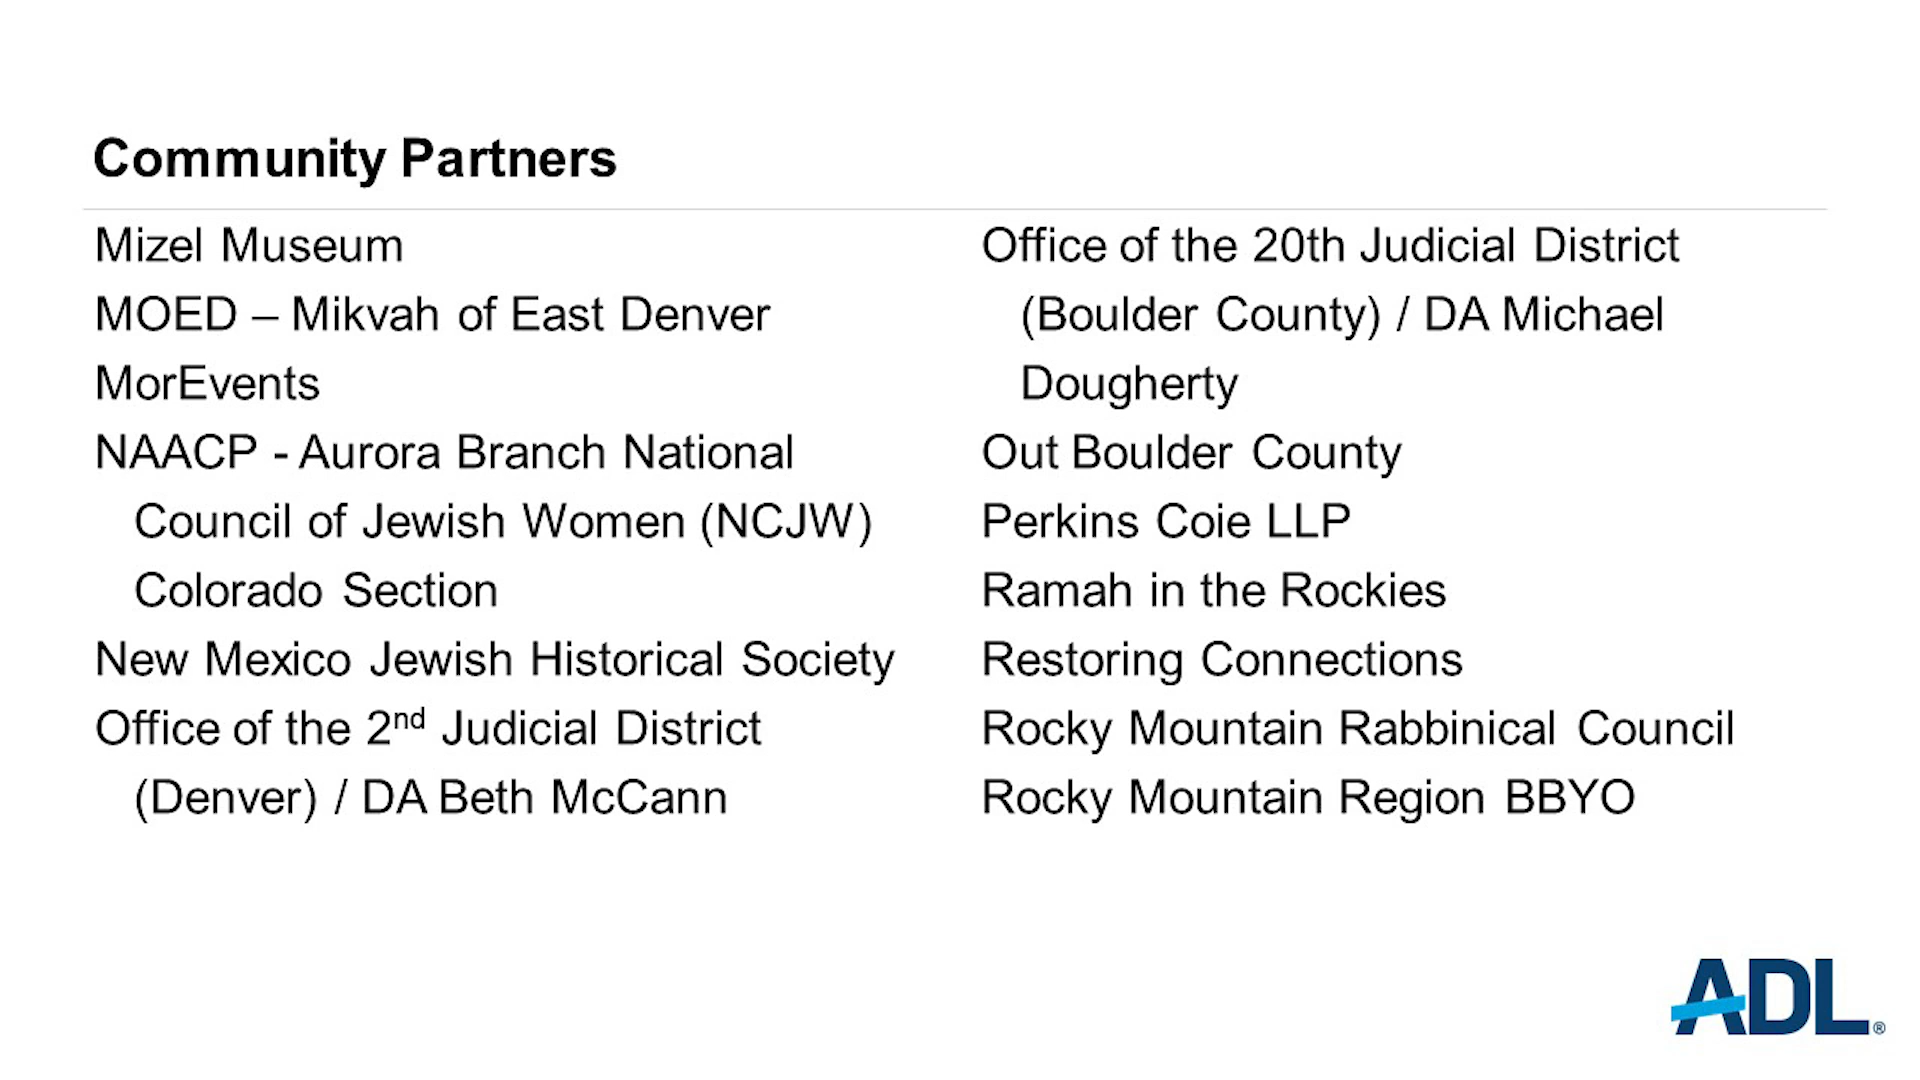 Community Partners
Mizel Museum
MOED – Mikvah of East Denver
MorEvents
NAACP - Aurora Branch National
Council of Jewish Women (NCJW)
Colorado Section
New Mexico Jewish Historical Society
Office of the 2nd Judicial District
(Denver) / DA Beth McCann
Office of the 20th Judicial District
(Boulder County) / DA Michael
Dougherty
Out Boulder County
Perkins Coie LLP
Ramah in the Rockies
Restoring Connections
Rocky Mountain Rabbinical Council
Rocky Mountain Region BBYO
ADL®